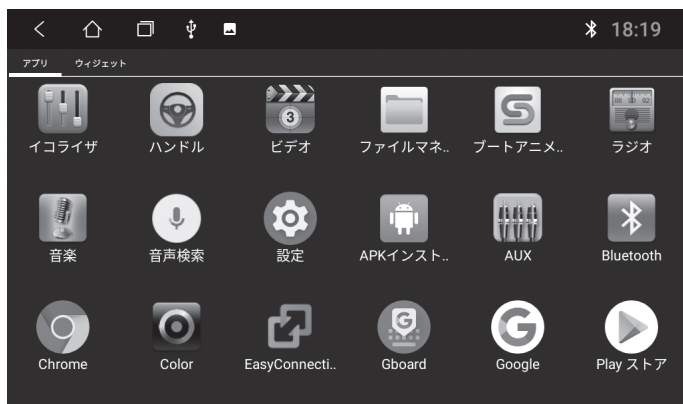 18:19
アプリ ウィジェット
イコライザ ハンドル ビデオ ファイルマネ.. ブートアニメ.. ラジオ
音楽 音声検索 設定 APKインスト.. AUX Bluetooth
Chrome Color EasyConnecti.. Gboard Google Play ストア